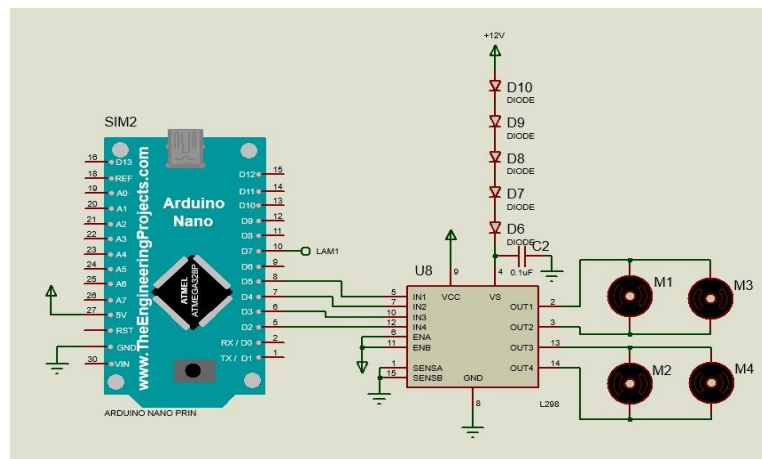 +12V
D10
DIODE
D9
DIODE
D8
DIODE
D7
DIODE
D6
DIODE
C2
0.1uF
SIM2
www.TheEngineeringProjects.com
Arduino
Nano
ATMEL
ATMEGA328P
16 D13
18 REF
19 A0
20 A1
21 A2
22 A3
23 A4
24 A5
25 A6
26 A7
27 5V
RST
GND
30 VIN
D12 15
D11 14
D10 13
D9 12
D8 11
D7 10 LAM1
D6 9
D5 8
D4 7
D3 6
D2 5
RX / D0 2
TX / D1 1
ARDUINO NANO PRIN
U8
9
4
VCC
VS
5 IN1
7 IN2
10 IN3
12 IN4
6 ENA
11 ENB
1 SENSA
15 SENSB
GND
8
OUT1 2
OUT2 3
OUT3 13
OUT4 14
L298
M1
M3
M2
M4